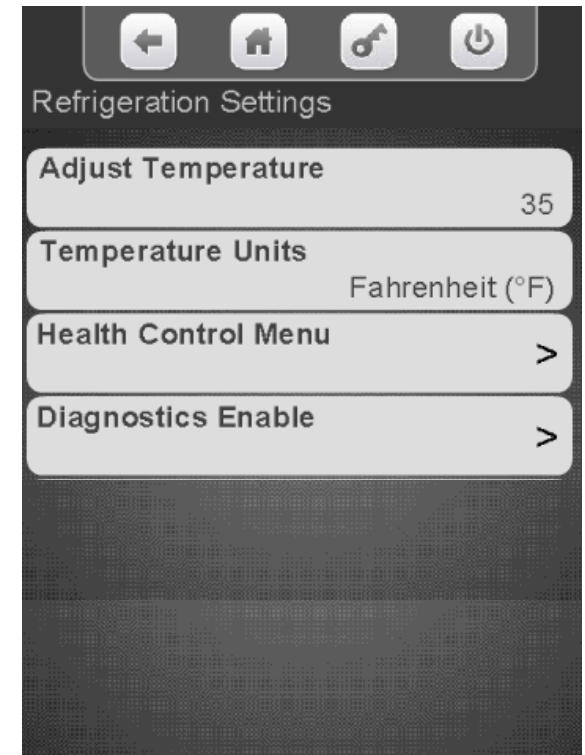 Refrigeration Settings
Adjust Temperature
35
Temperature Units
Fahrenheit (°F)
Health Control Menu
>
Diagnostics Enable
>